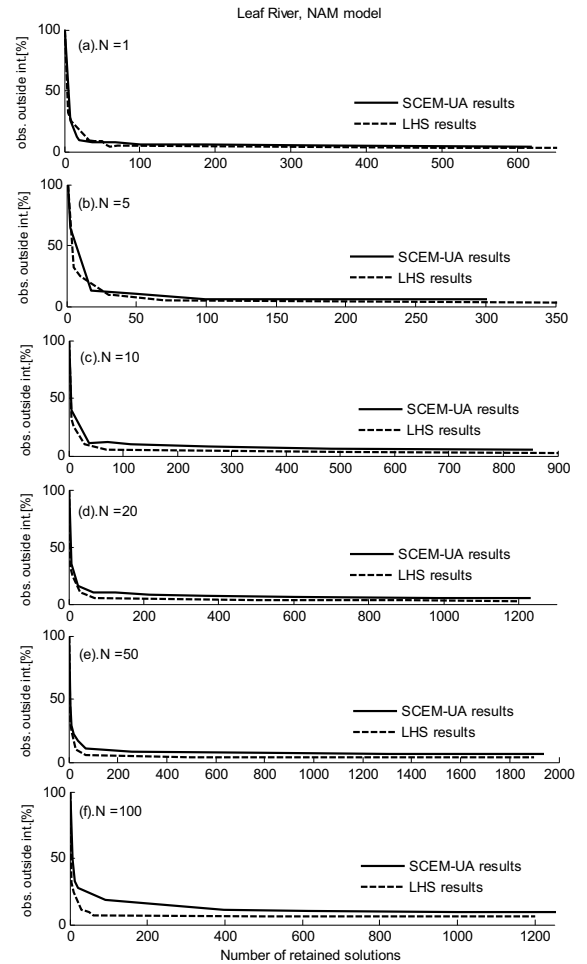 Leaf River, NAM model
obs. outside int.[%]
100
50
0
(a).N = 1
SCEM-UA results
LHS results
0 100 200 300 400 500 600
obs. outside int.[%]
100
50
0
(b).N = 5
SCEM-UA results
LHS results
0 50 100 150 200 250 300 350
obs. outside int.[%]
100
50
0
(c).N = 10
SCEM-UA results
LHS results
0 100 200 300 400 500 600 700 800 900
obs. outside int.[%]
100
50
0
(d).N =20
SCEM-UA results
LHS results
0 200 400 600 800 1000 1200
obs. outside int.[%]
100
50
0
(e).N =50
SCEM-UA results
LHS results
0 200 400 600 800 1000 1200 1400 1600 1800 2000
obs. outside int.[%]
100
50
0
(f).N =100
SCEM-UA results
LHS results
0 200 400 600 800 1000 1200
Number of retained solutions